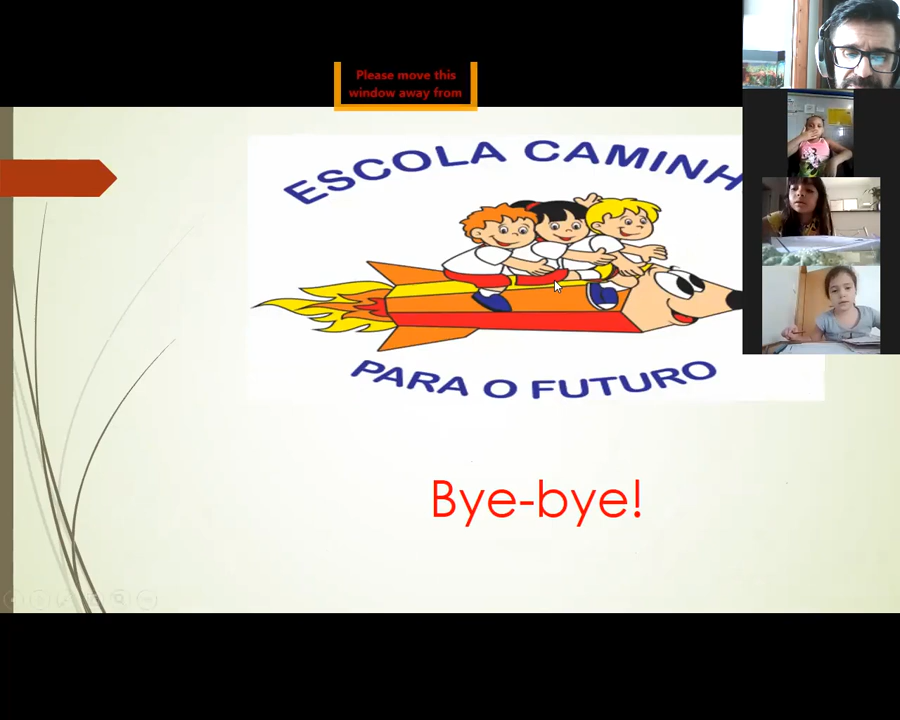 Please move this
window away from
ESCOLA CAMINH
PARA O FUTURO
Bye-bye!